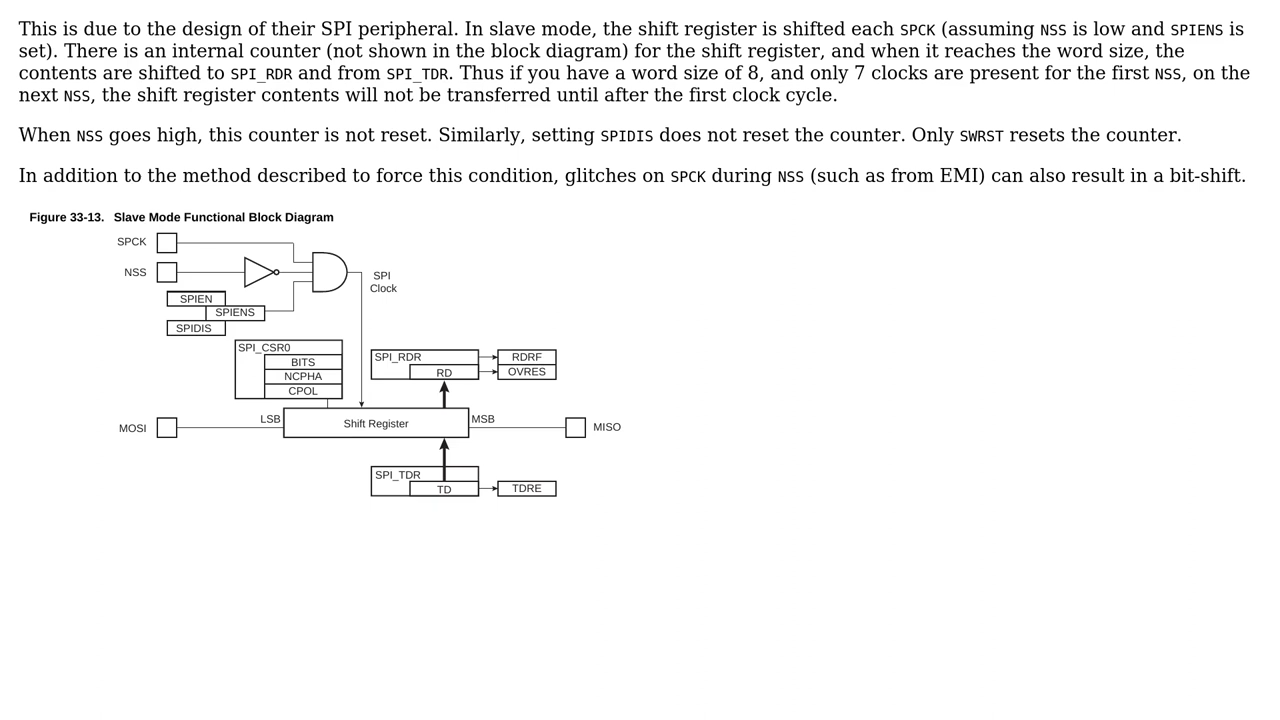 This is due to the design of their SPI peripheral. In slave mode, the shift register is shifted each SPCK (assuming NSS is low and SPIENS is
set). There is an internal counter (not shown in the block diagram) for the shift register, and when it reaches the word size, the
contents are shifted to SPI_RDR and from SPI_TDR. Thus if you have a word size of 8, and only 7 clocks are present for the first NSS, on the
next NSS, the shift register contents will not be transferred until after the first clock cycle.
When NSS goes high, this counter is not reset. Similarly, setting SPIDIS does not reset the counter. Only SWRST resets the counter.
In addition to the method described to force this condition, glitches on SPCK during NSS (such as from EMI) can also result in a bit-shift.
Figure 33-13. Slave Mode Functional Block Diagram
SPCK
NSS
SPI
Clock
SPIEN
SPIENS
SPIDIS
SPI_CSR0
BITS
NCPHA
CPOL
SPI_RDR
RD
RDRF
OVRES
MOSI
LSB
Shift Register
MSB
MISO
SPI_TDR
TD
TDRE